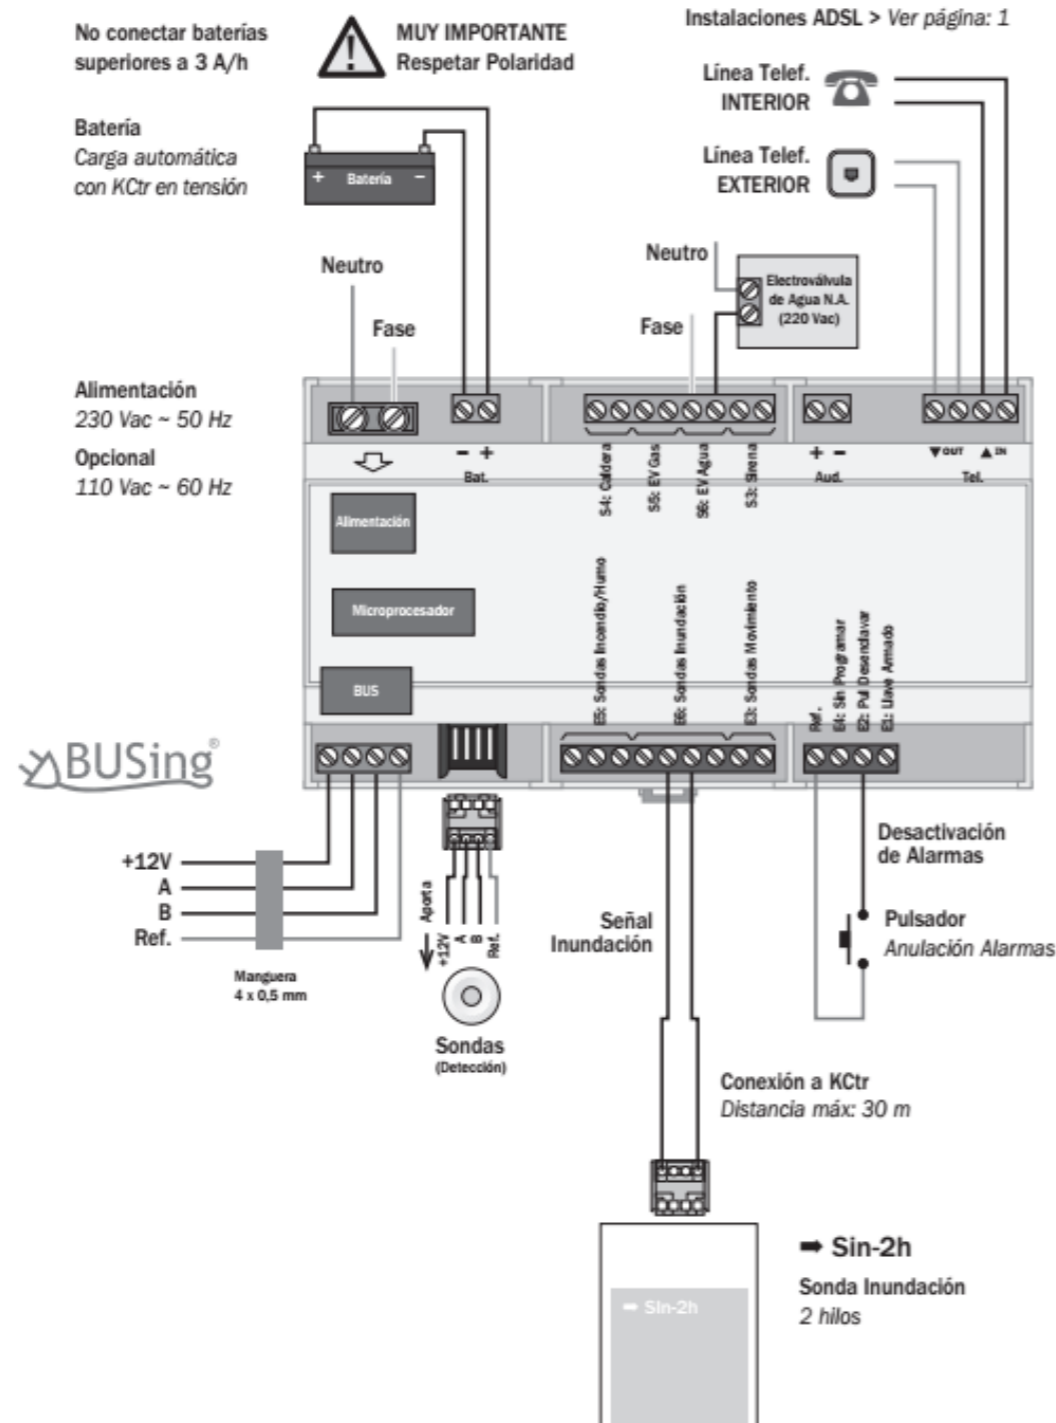 No conectar baterías
superiores a 3 A/h
MUY IMPORTANTE
Respetar Polaridad
Instalaciones ADSL > Ver página: 1
Línea Telef.
INTERIOR
Línea Telef.
EXTERIOR
Batería
Carga automática
con KCtr en tensión
+ Batería −
Neutro
Fase
Neutro
Fase
Electroválvula
de Agua N.A.
(220 Vac)
Alimentación
230 Vac ~ 50 Hz
Opcional
110 Vac ~ 60 Hz
− +
Bat.
S4: Caldera
S5: EV Gas
S6: EV Agua
S3: Sirena
+ −
Aud.
▼OUT ▲IN
Tel.
Alimentación
Microprocesador
BUS
E5: Sondas Incendio/Humo
E6: Sondas Inundación
E3: Sondas Movimiento
Ref.
E4: Sin Programar
E2: Pul Desenclavar
E1: Llave Armado
BUSing®
+12V
A
B
Ref.
Manguera
4 x 0,5 mm
Aporta
+12V
A
B
Ref.
Sondas
(Detección)
Señal
Inundación
Desactivación
de Alarmas
Pulsador
Anulación Alarmas
Conexión a KCtr
Distancia máx: 30 m
➡ Sin-2h
Sonda Inundación
2 hilos
➡ Sin-2h